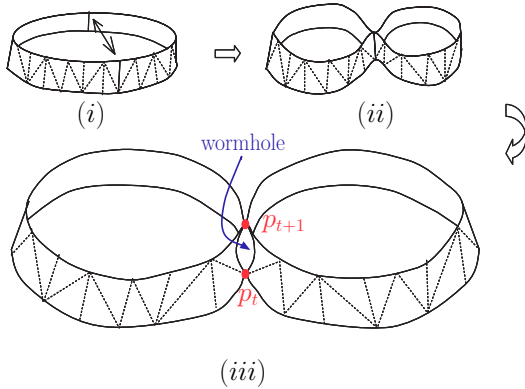 (i)
(ii)
wormhole
p_{t+1}
p_t
(iii)